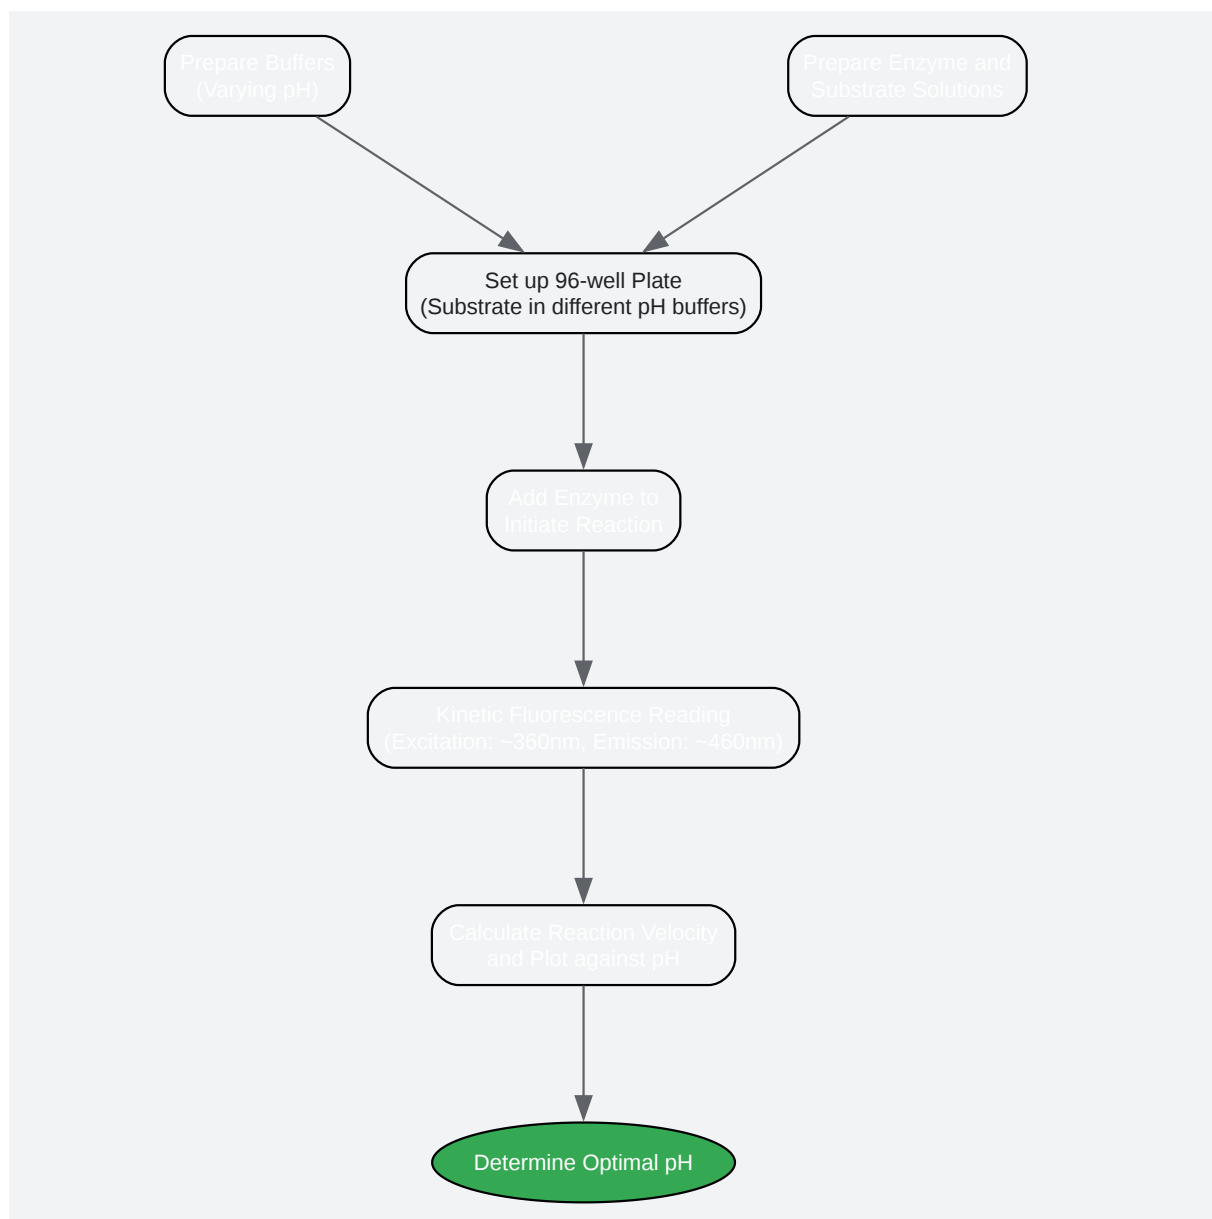 Prepare Buffers
(Varying pH)
Prepare Enzyme and
Substrate Solutions
Set up 96-well Plate
(Substrate in different pH buffers)
Add Enzyme to
Initiate Reaction
Kinetic Fluorescence Reading
(Excitation: ~360nm, Emission: ~460nm)
Calculate Reaction Velocity
and Plot against pH
Determine Optimal pH